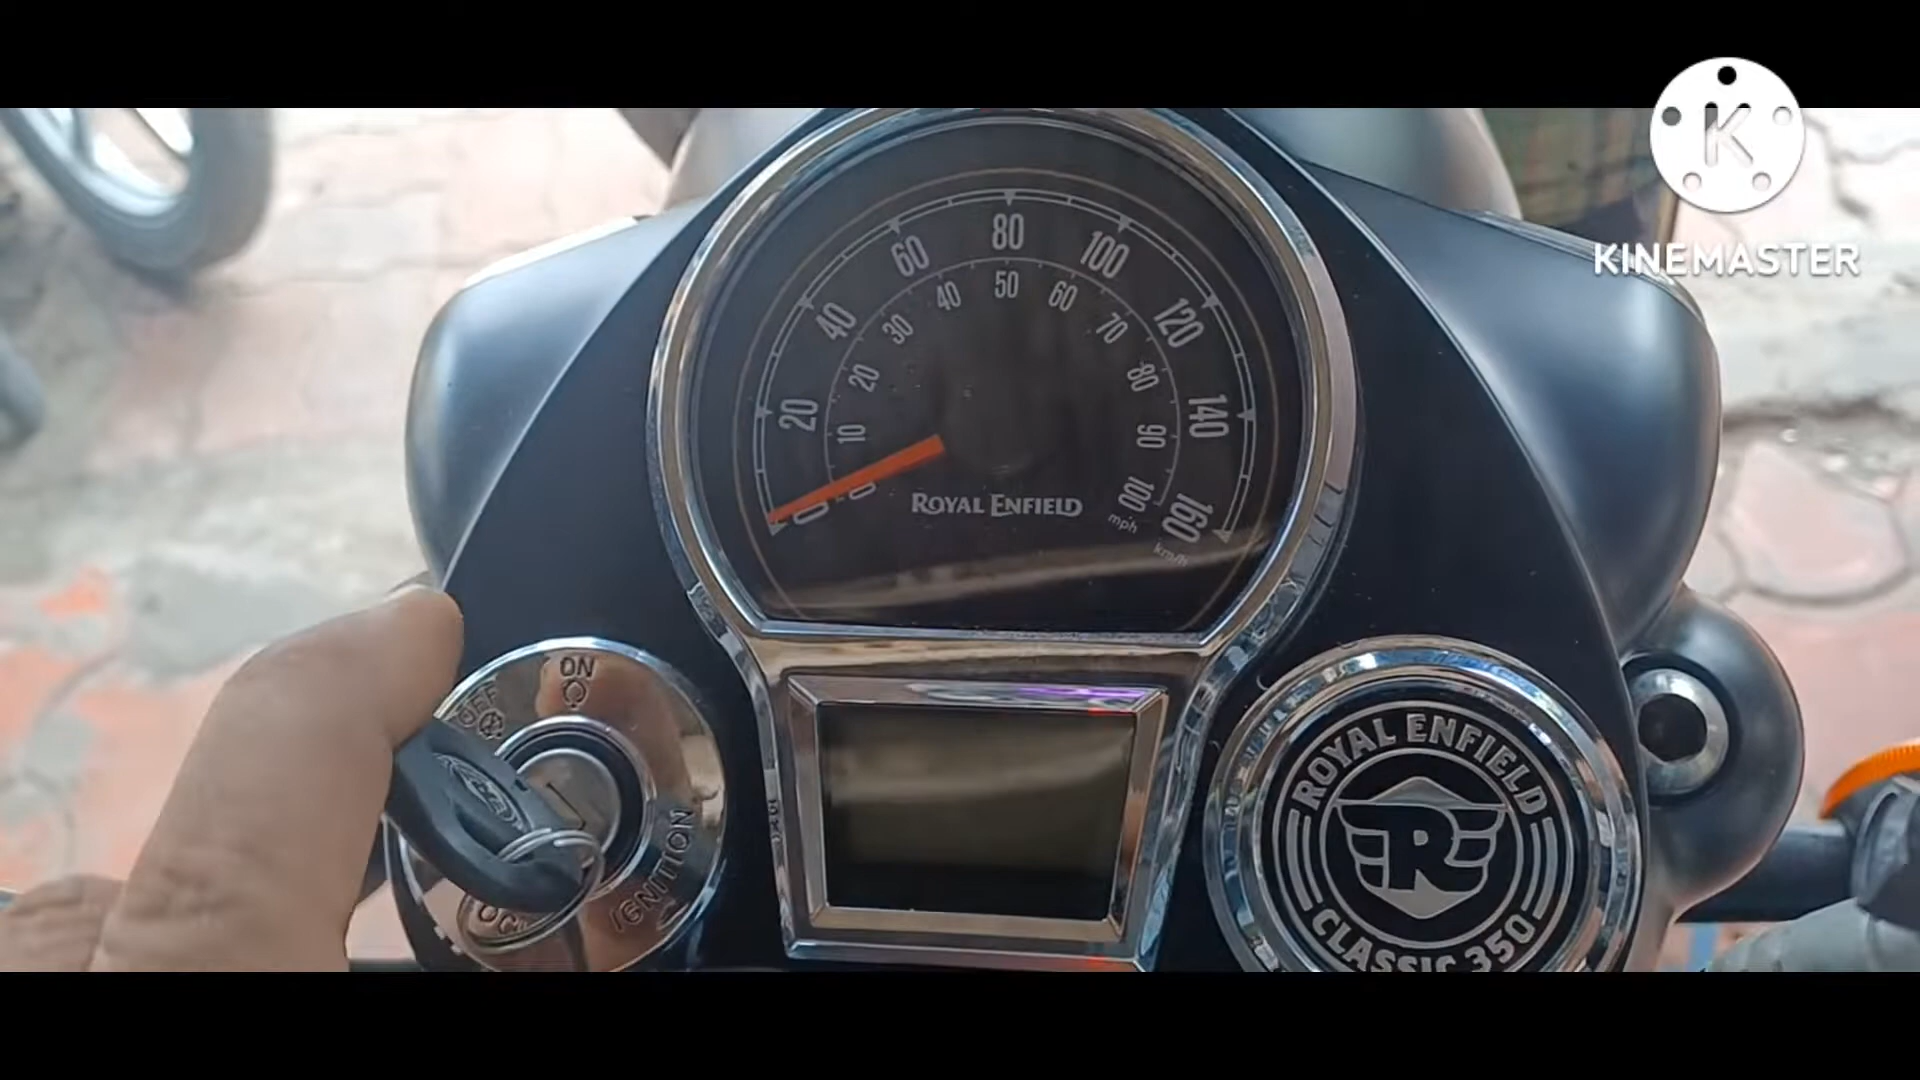 K
KINEMASTER
80
60
100
50
40
60
40
120
30
70
20
80
20
140
10
90
0
100
0
160
ROYAL ENFIELD
mph
km/h
ON
OFF
IGNITION
ROYAL ENFIELD
R
CLASSIC 350